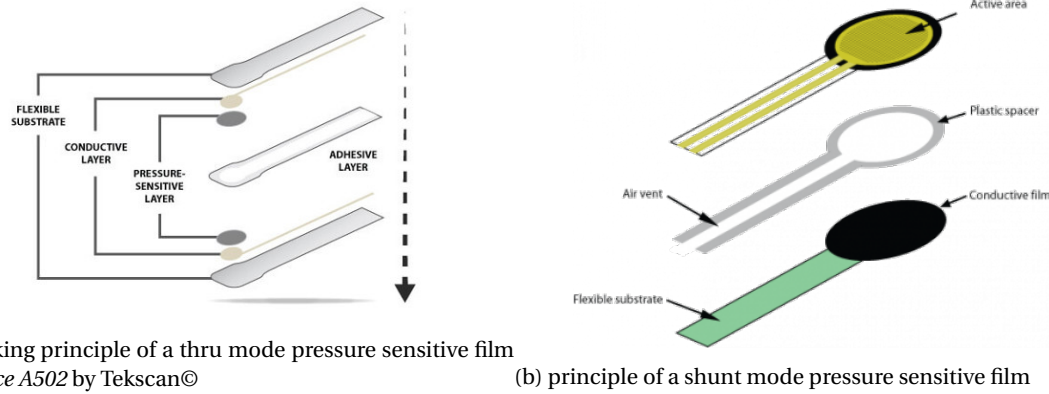 FLEXIBLE
SUBSTRATE
CONDUCTIVE
LAYER
PRESSURE-
SENSITIVE
LAYER
ADHESIVE
LAYER
king principle of a thru mode pressure sensitive film
ce A502 by Tekscan©
Active area
Plastic spacer
Air vent
Conductive film
Flexible substrate
(b) principle of a shunt mode pressure sensitive film